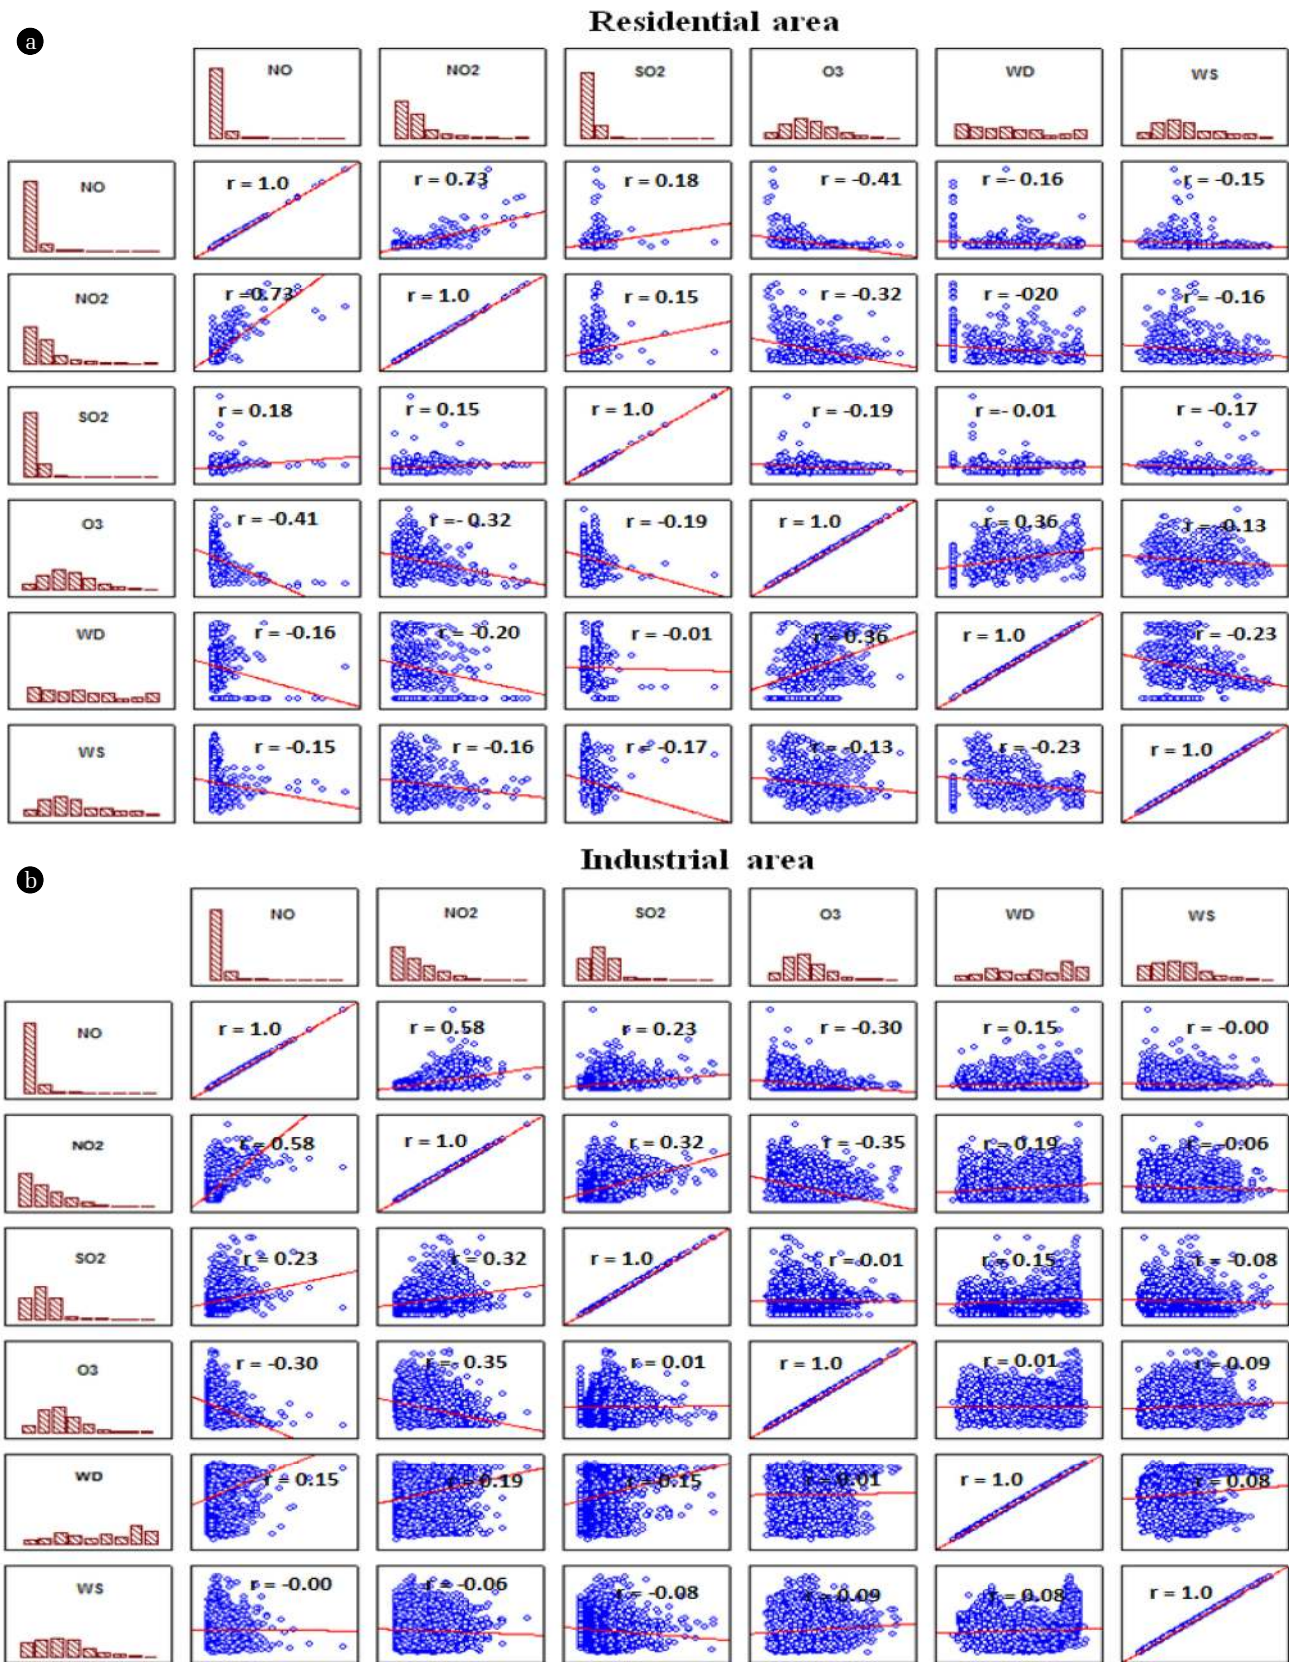 Residential area
a
NO NO2 SO2 O3 WD WS
NO r = 1.0 r = 0.73 r = 0.18 r = -0.41 r =- 0.16 r = -0.15
NO2 r =0.73 r = 1.0 r = 0.15 r = -0.32 r = -020 r = -0.16
SO2 r = 0.18 r = 0.15 r = 1.0 r = -0.19 r =- 0.01 r = -0.17
O3 r = -0.41 r =- 0.32 r = -0.19 r = 1.0 r = 0.36 r = -0.13
WD r = -0.16 r = -0.20 r = -0.01 r = 0.36 r = 1.0 r = -0.23
WS r = -0.15 r = -0.16 r = -0.17 r = -0.13 r = -0.23 r = 1.0
Industrial area
b
NO NO2 SO2 O3 WD WS
NO r = 1.0 r = 0.58 r = 0.23 r = -0.30 r = 0.15 r = -0.00
NO2 r = 0.58 r = 1.0 r = 0.32 r = -0.35 r = 0.19 r = -0.06
SO2 r = 0.23 r = 0.32 r = 1.0 r = 0.01 r = 0.15 r = -0.08
O3 r = -0.30 r = - 0.35 r = 0.01 r = 1.0 r = 0.01 r = 0.09
WD r = 0.15 r = 0.19 r = 0.15 r = 0.01 r = 1.0 r = 0.08
WS r = -0.00 r = -0.06 r = -0.08 r = 0.09 r = 0.08 r = 1.0